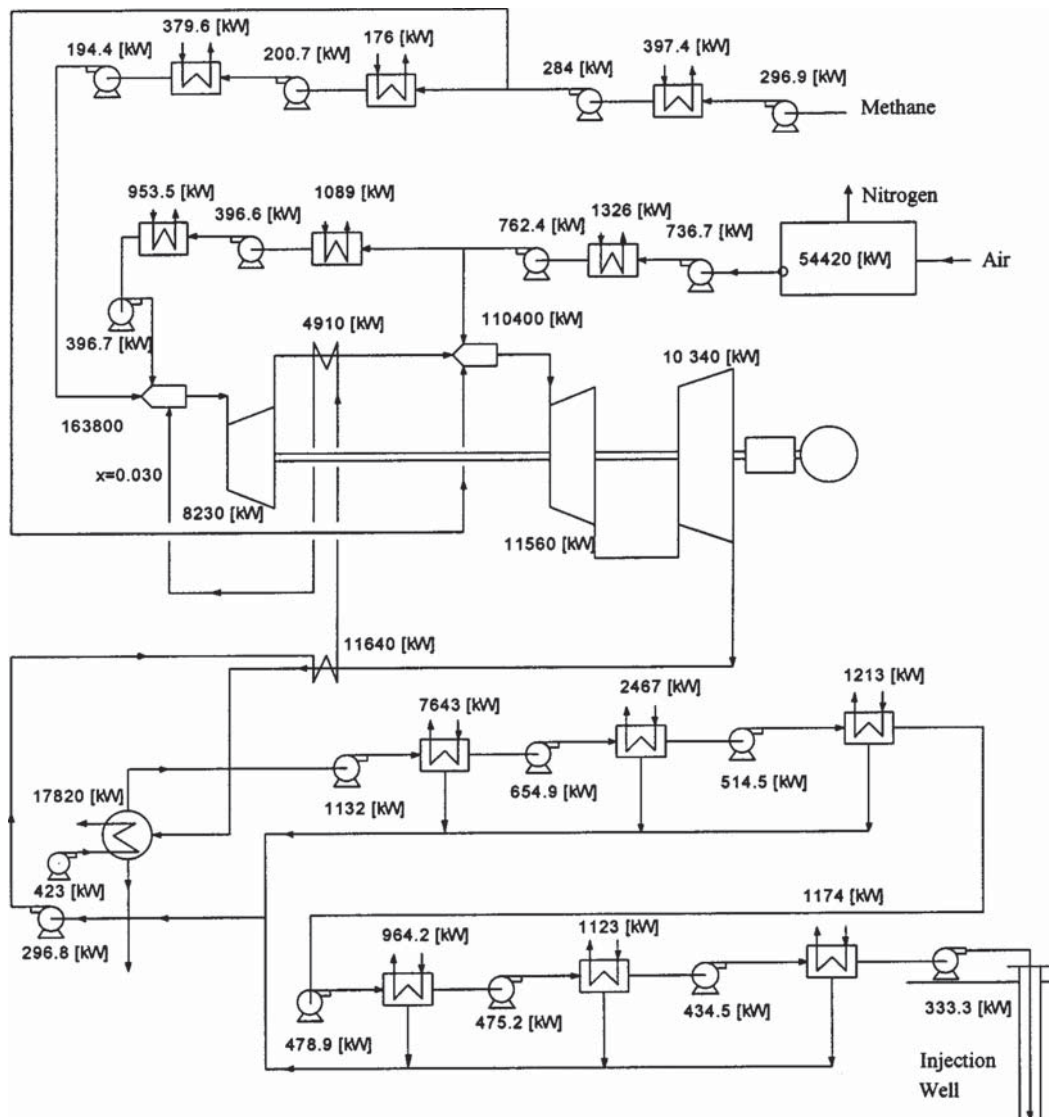 379.6 [kW]
194.4 [kW]
200.7 [kW]
176 [kW]
284 [kW]
397.4 [kW]
296.9 [kW]
Methane
953.5 [kW]
396.6 [kW]
1089 [kW]
762.4 [kW]
1326 [kW]
736.7 [kW]
Nitrogen
54420 [kW]
Air
396.7 [kW]
4910 [kW]
110400 [kW]
10 340 [kW]
163800
x=0.030
8230 [kW]
11560 [kW]
11640 [kW]
7643 [kW]
2467 [kW]
1213 [kW]
1132 [kW]
654.9 [kW]
514.5 [kW]
17820 [kW]
423 [kW]
296.8 [kW]
964.2 [kW]
1123 [kW]
1174 [kW]
478.9 [kW]
475.2 [kW]
434.5 [kW]
333.3 [kW]
Injection
Well